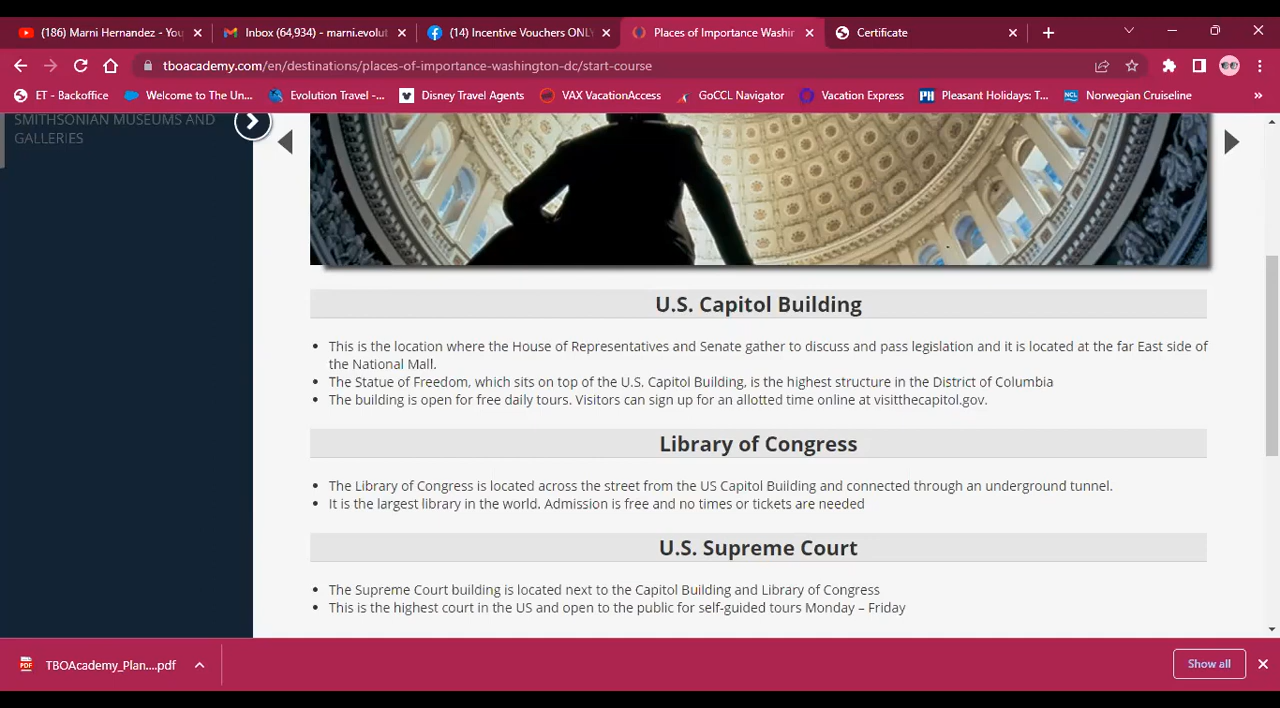 (186) Marni Hernandez - You
Inbox (64,934) - marni.evolut
(14) Incentive Vouchers ONL
Places of Importance Washin
Certificate
tboacademy.com/en/destinations/places-of-importance-washington-dc/start-course
ET - Backoffice
Welcome to The Un...
Evolution Travel -...
Disney Travel Agents
VAX VacationAccess
GoCCL Navigator
Vacation Express
Pleasant Holidays: T...
Norwegian Cruiseline
»
SMITHSONIAN MUSEUMS AND
GALLERIES
U.S. Capitol Building
• This is the location where the House of Representatives and Senate gather to discuss and pass legislation and it is located at the far East side of
the National Mall.
• The Statue of Freedom, which sits on top of the U.S. Capitol Building, is the highest structure in the District of Columbia
• The building is open for free daily tours. Visitors can sign up for an allotted time online at visitthecapitol.gov.
Library of Congress
• The Library of Congress is located across the street from the US Capitol Building and connected through an underground tunnel.
• It is the largest library in the world. Admission is free and no times or tickets are needed
U.S. Supreme Court
• The Supreme Court building is located next to the Capitol Building and Library of Congress
• This is the highest court in the US and open to the public for self-guided tours Monday – Friday
PDF
TBOAcademy_Plan....pdf
Show all